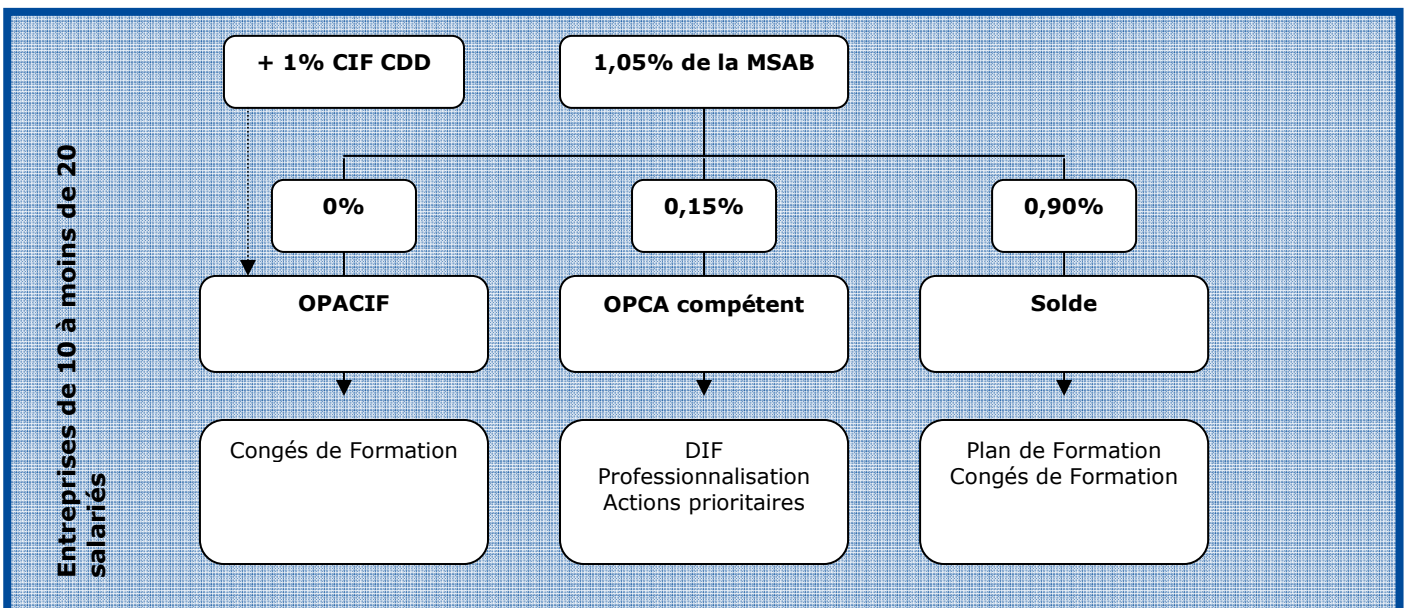 Entreprises de 10 à moins de 20
salariés
+ 1% CIF CDD
1,05% de la MSAB
0%
0,15%
0,90%
OPACIF
OPCA compétent
Solde
Congés de Formation
DIF
Professionnalisation
Actions prioritaires
Plan de Formation
Congés de Formation